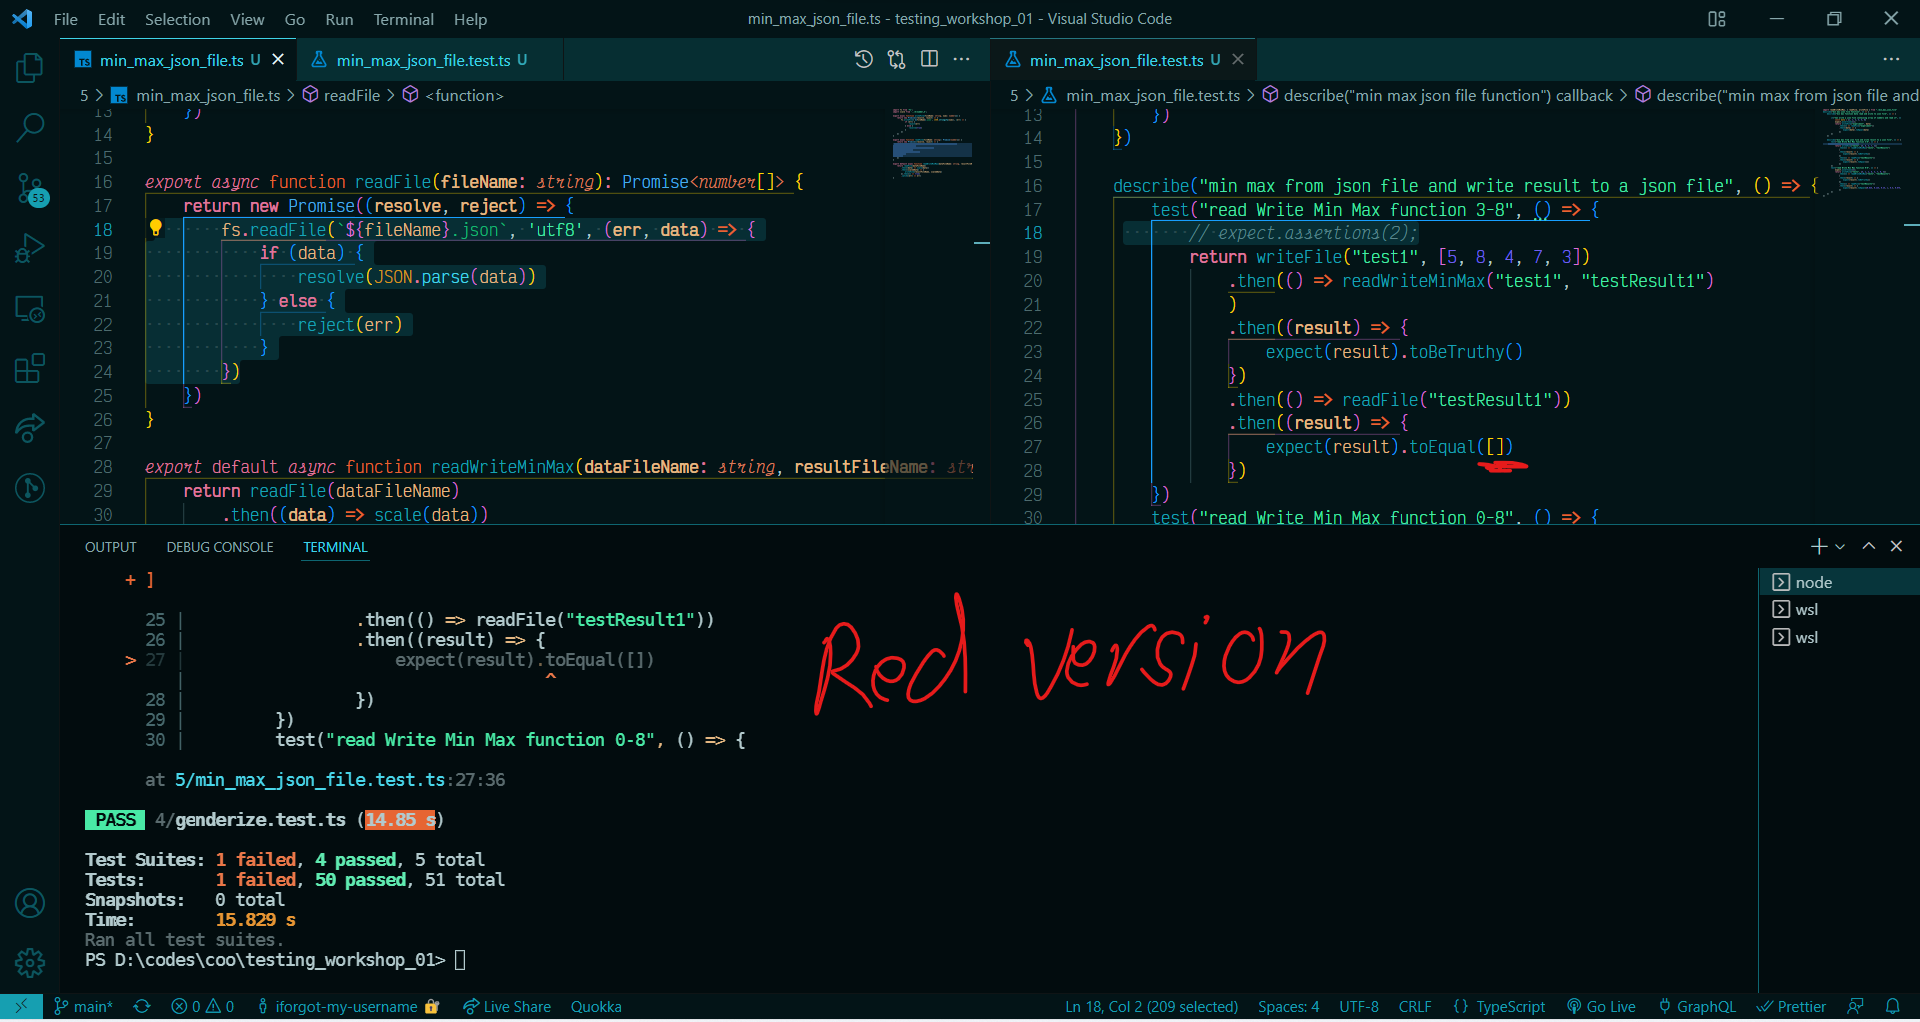 File Edit Selection View Go Run Terminal Help
min_max_json_file.ts - testing_workshop_01 - Visual Studio Code
TS min_max_json_file.ts U
min_max_json_file.test.ts U
5 > TS min_max_json_file.ts > readFile > <function>
13 })
14 }
15
16 export async function readFile(fileName: string): Promise<number[]> {
17 return new Promise((resolve, reject) => {
18 fs.readFile(`${fileName}.json`, 'utf8', (err, data) => {
19 if (data) {
20 resolve(JSON.parse(data))
21 } else {
22 reject(err)
23 }
24 })
25 })
26 }
27
28 export default async function readWriteMinMax(dataFileName: string, resultFileName: str
29 return readFile(dataFileName)
30 .then((data) => scale(data))
min_max_json_file.test.ts U
5 > min_max_json_file.test.ts > describe("min max json file function") callback > describe("min max from json file and
13 })
14 })
15
16 describe("min max from json file and write result to a json file", () => {
17 test("read Write Min Max function 3-8", () => {
18 // expect.assertions(2);
19 return writeFile("test1", [5, 8, 4, 7, 3])
20 .then(() => readWriteMinMax("test1", "testResult1")
21 )
22 .then((result) => {
23 expect(result).toBeTruthy()
24 })
25 .then(() => readFile("testResult1"))
26 .then((result) => {
27 expect(result).toEqual([])
28 })
29 })
30 test("read Write Min Max function 0-8", () => {
53
OUTPUT DEBUG CONSOLE TERMINAL
+ ]
25 | .then(() => readFile("testResult1"))
26 | .then((result) => {
> 27 | expect(result).toEqual([])
| ^
28 | })
29 | })
30 | test("read Write Min Max function 0-8", () => {
at 5/min_max_json_file.test.ts:27:36
PASS 4/genderize.test.ts (14.85 s)
Test Suites: 1 failed, 4 passed, 5 total
Tests: 1 failed, 50 passed, 51 total
Snapshots: 0 total
Time: 15.829 s
Ran all test suites.
PS D:\codes\coo\testing_workshop_01>
Red version
node
wsl
wsl
main* 0 0 iforgot-my-username Live Share Quokka
Ln 18, Col 2 (209 selected) Spaces: 4 UTF-8 CRLF {} TypeScript Go Live GraphQL Prettier